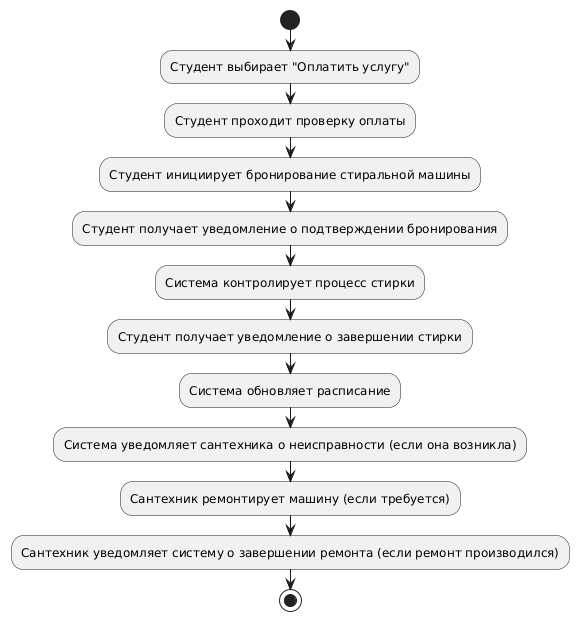 Студент выбирает "Оплатить услугу"
Студент проходит проверку оплаты
Студент инициирует бронирование стиральной машины
Студент получает уведомление о подтверждении бронирования
Система контролирует процесс стирки
Студент получает уведомление о завершении стирки
Система обновляет расписание
Система уведомляет сантехника о неисправности (если она возникла)
Сантехник ремонтирует машину (если требуется)
Сантехник уведомляет систему о завершении ремонта (если ремонт производился)